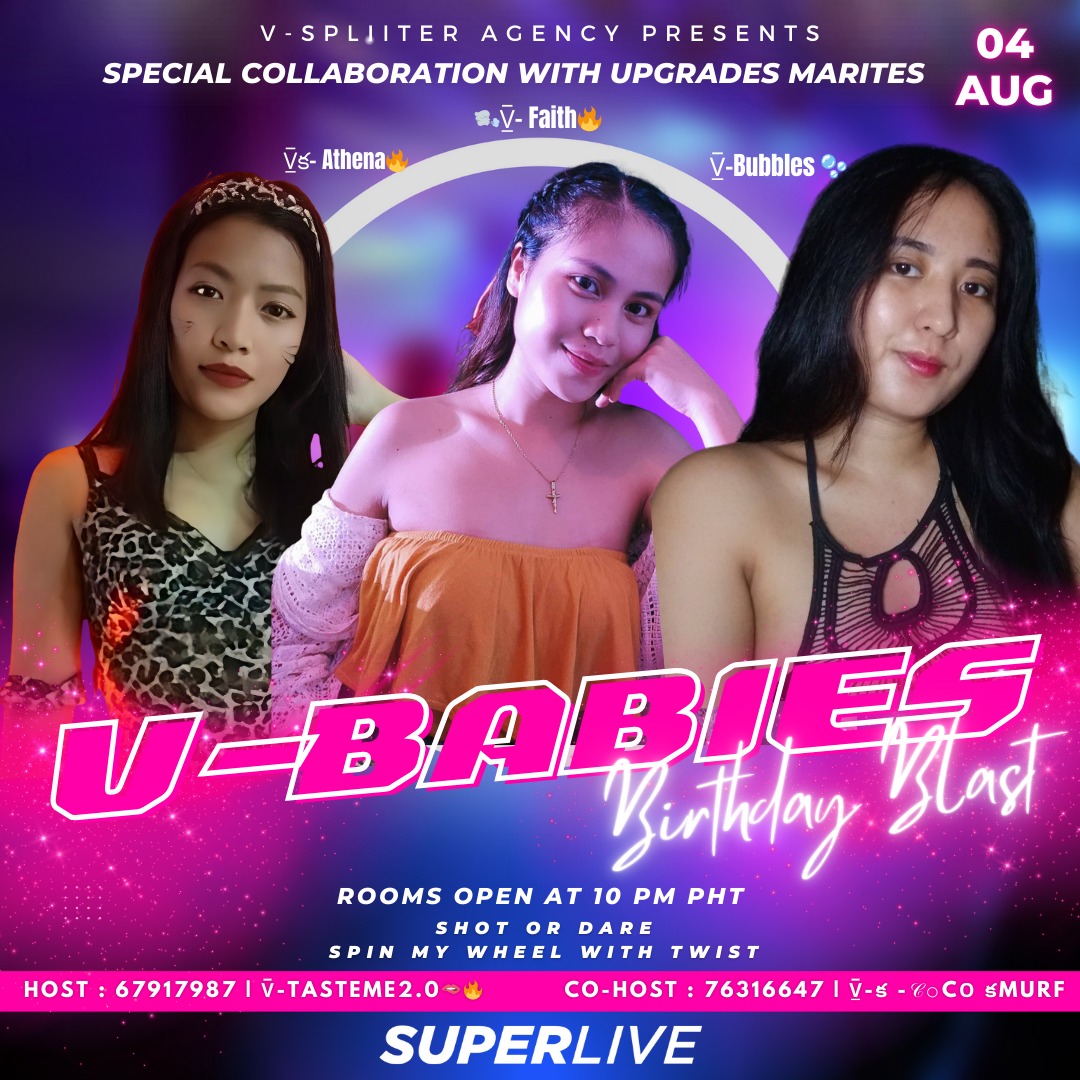 V-SPLIITER AGENCY PRESENTS
SPECIAL COLLABORATION WITH UPGRADES MARITES
04
AUG
💨V̲̅- Faith🔥
V̲̅ಕ- Athena🔥
V̲̅-Bubbles 🫧
V-BABIES
Birthday Blast
ROOMS OPEN AT 10 PM PHT
SHOT OR DARE
SPIN MY WHEEL WITH TWIST
HOST : 67917987 | V̅-TASTEME2.0🫦🔥
CO-HOST : 76316647 | V̲̅-ಕ -𝒞○CO ಕMURF
SUPERLIVE